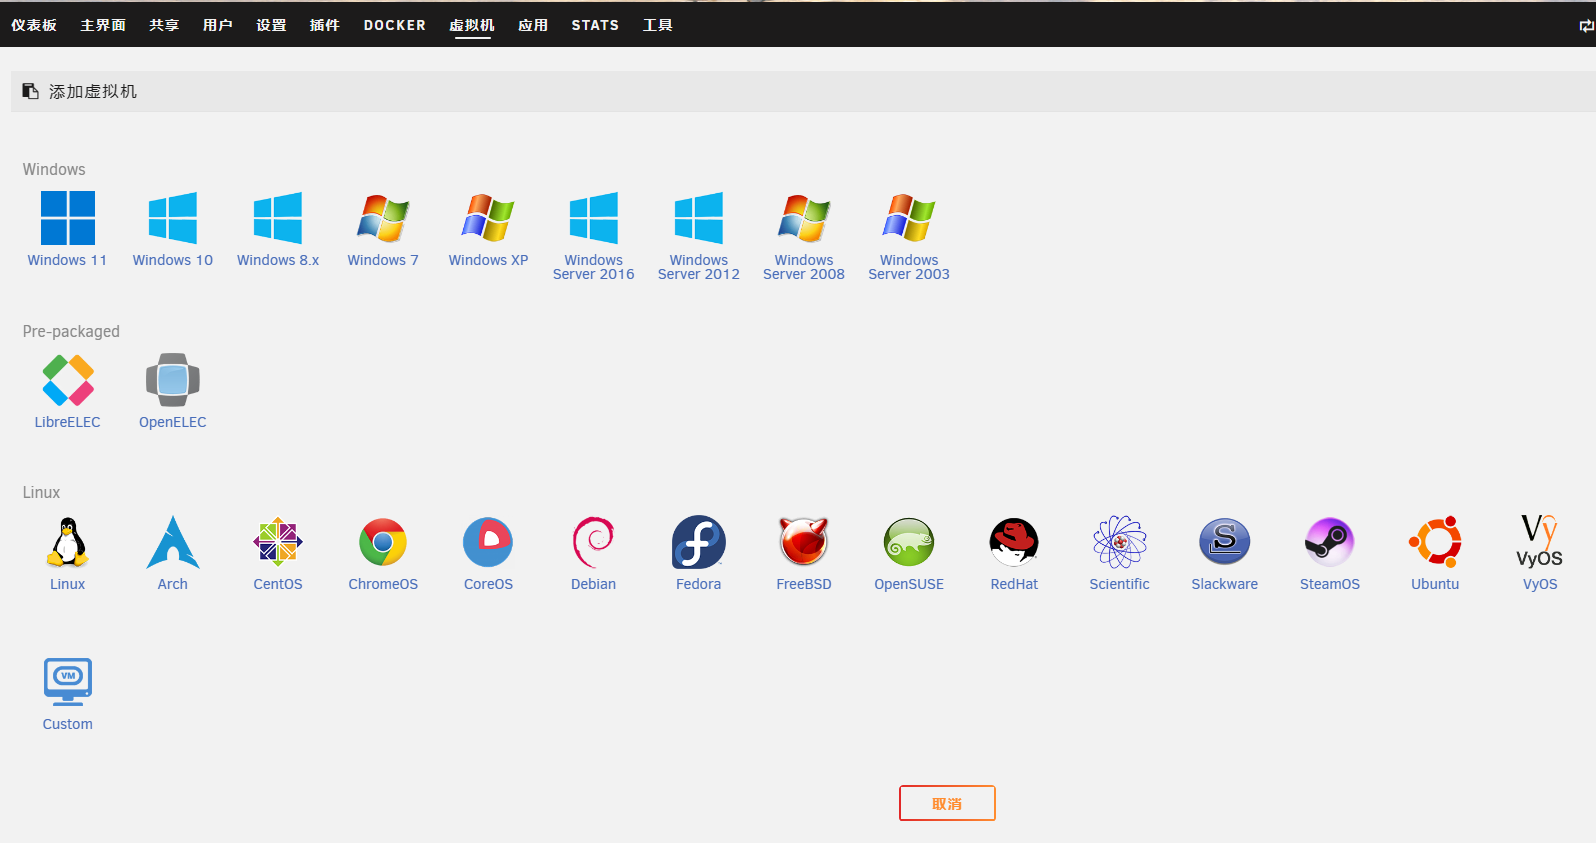 仪表板 主界面 共享 用户 设置 插件 DOCKER 虚拟机 应用 STATS 工具
添加虚拟机
Windows
Windows 11 Windows 10 Windows 8.x Windows 7 Windows XP Windows Server 2016 Windows Server 2012 Windows Server 2008 Windows Server 2003
Pre-packaged
LibreELEC OpenELEC
Linux
Vy
VyOS
Linux Arch CentOS ChromeOS CoreOS Debian Fedora FreeBSD OpenSUSE RedHat Scientific Slackware SteamOS Ubuntu VyOS
VM
Custom
取消